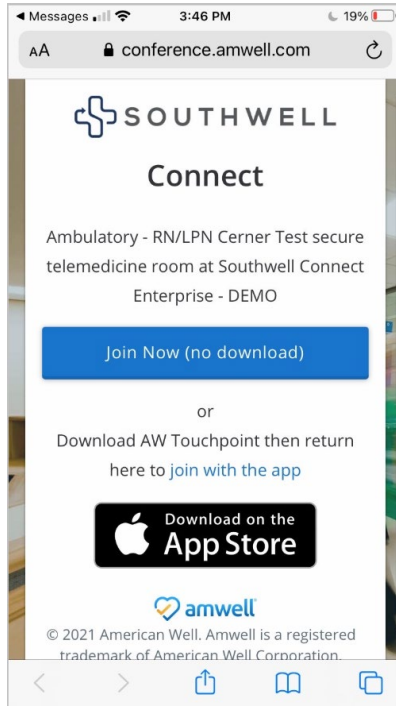 ◀ Messages 3:46 PM 19%
AA conference.amwell.com
SOUTHWELL
Connect
Ambulatory - RN/LPN Cerner Test secure
telemedicine room at Southwell Connect
Enterprise - DEMO
Join Now (no download)
or
Download AW Touchpoint then return
here to join with the app
Download on the
App Store
amwell
© 2021 American Well. Amwell is a registered
trademark of American Well Corporation.